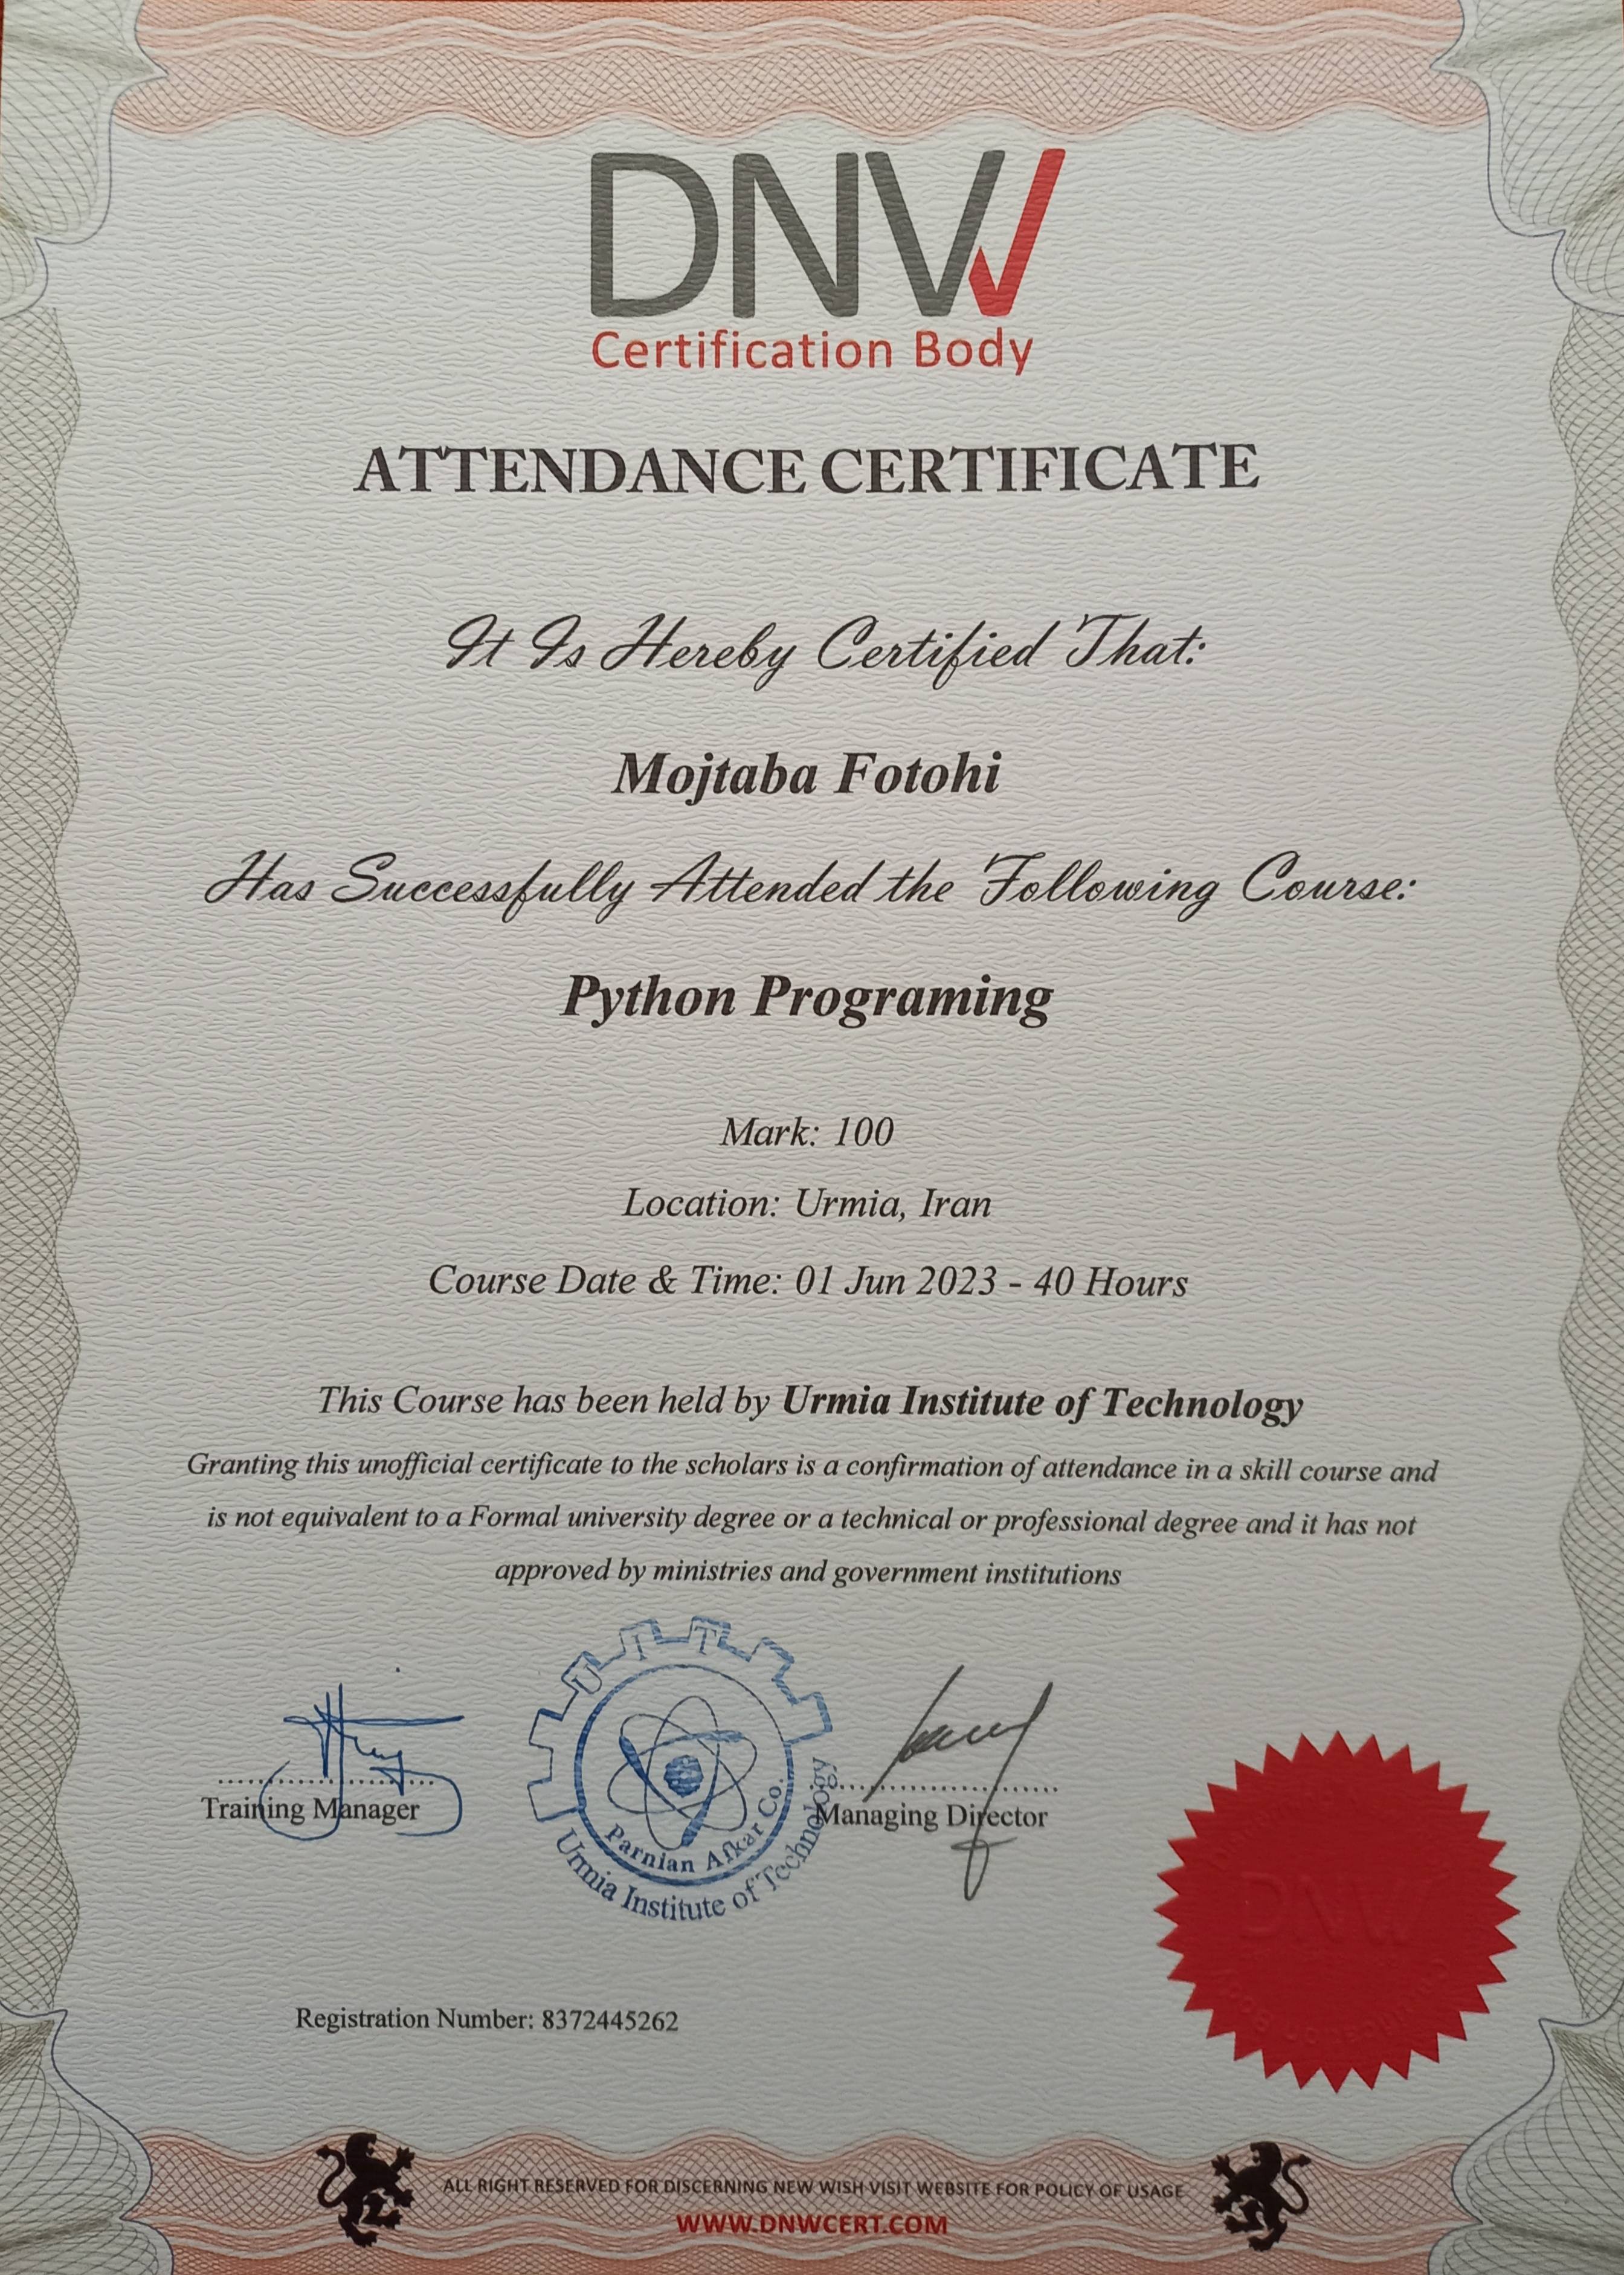 DNW
Certification Body
ATTENDANCE CERTIFICATE
It Is Hereby Certified That:
Mojtaba Fotohi
Has Successfully Attended the Following Course:
Python Programing
Mark: 100
Location: Urmia, Iran
Course Date & Time: 01 Jun 2023 - 40 Hours
This Course has been held by Urmia Institute of Technology
Granting this unofficial certificate to the scholars is a confirmation of attendance in a skill course and
is not equivalent to a Formal university degree or a technical or professional degree and it has not
approved by ministries and government institutions
U I T
Parnian Afkar Co.
Urmia Institute of Technology
Training Manager
Managing Director
DNW
Registration Number: 8372445262
ALL RIGHT RESERVED FOR DISCERNING NEW WISH VISIT WEBSITE FOR POLICY OF USAGE
WWW.DNWCERT.COM